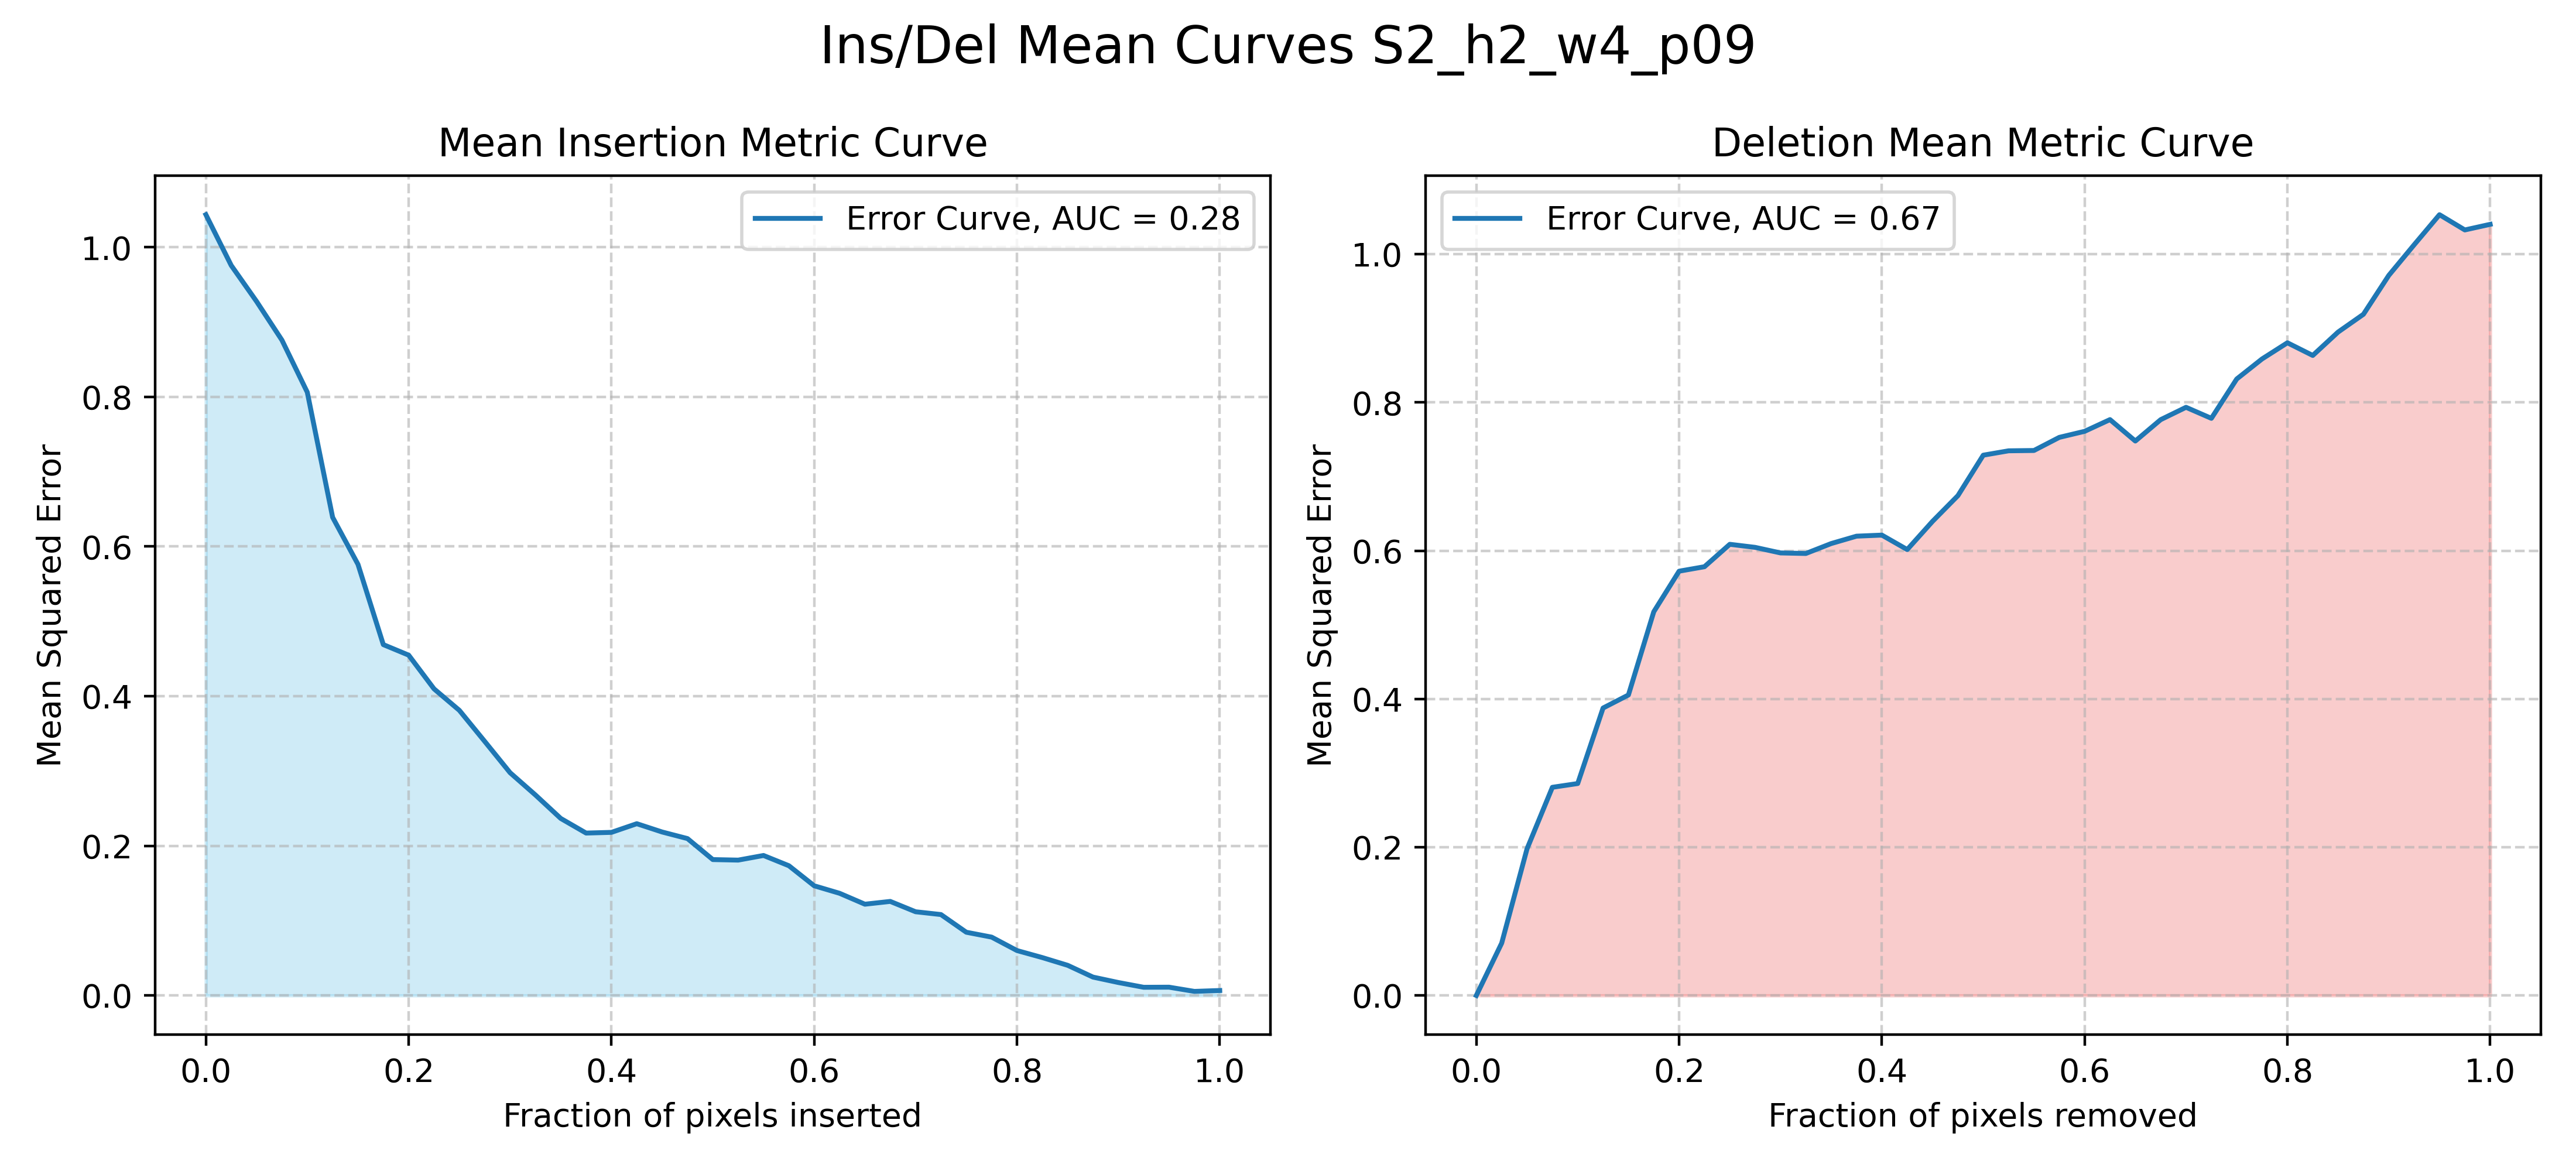 Ins/Del Mean Curves S2_h2_w4_p09
Mean Insertion Metric Curve
Error Curve, AUC = 0.28
Mean Squared Error
1.0
0.8
0.6
0.4
0.2
0.0
0.0 0.2 0.4 0.6 0.8 1.0
Fraction of pixels inserted
Deletion Mean Metric Curve
Error Curve, AUC = 0.67
Mean Squared Error
1.0
0.8
0.6
0.4
0.2
0.0
0.0 0.2 0.4 0.6 0.8 1.0
Fraction of pixels removed